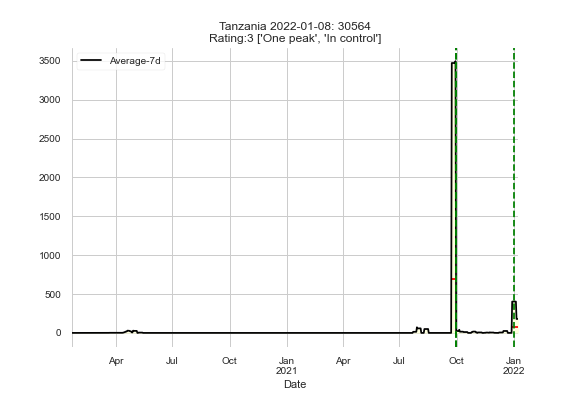 Tanzania 2022-01-08: 30564
Rating:3 ['One peak', 'In control']
Average-7d
3500
3000
2500
2000
1500
1000
500
0
Apr Jul Oct Jan Apr Jul Oct Jan
2021 2022
Date